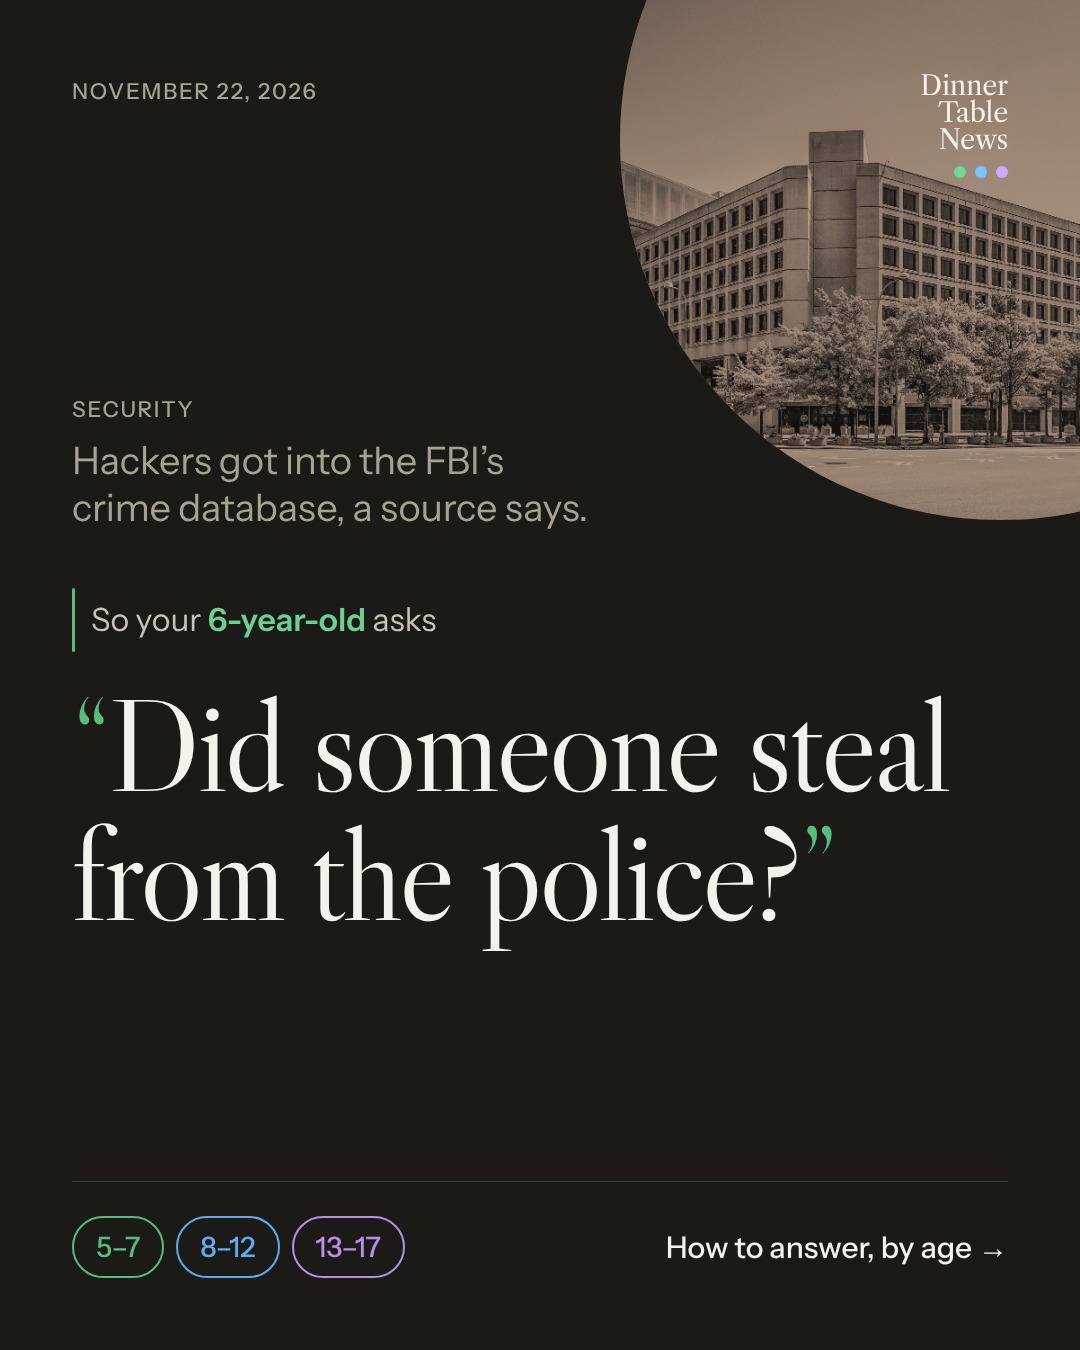 NOVEMBER 22, 2026
Dinner
Table
News
SECURITY
Hackers got into the FBI’s
crime database, a source says.
So your 6-year-old asks
“Did someone steal
from the police?”
5–7
8–12
13–17
How to answer, by age →